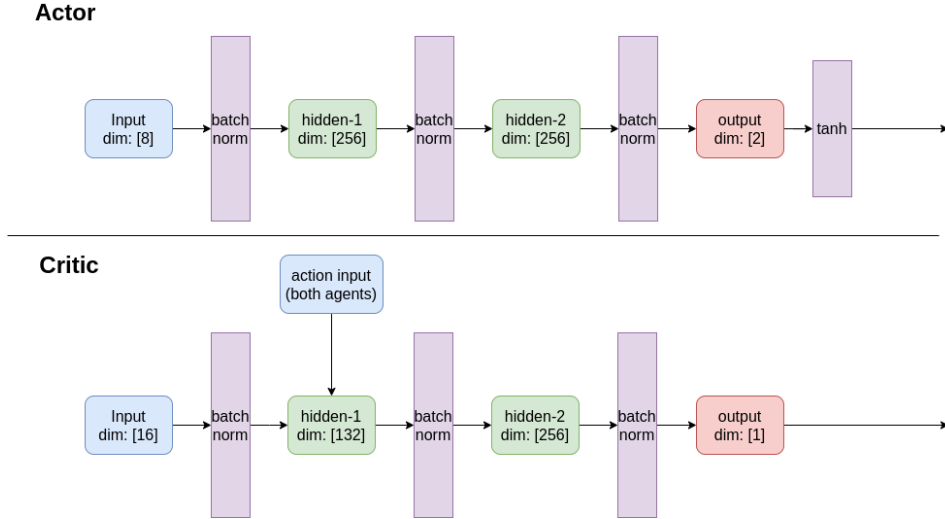 Actor
Input
dim: [8]
batch
norm
hidden-1
dim: [256]
batch
norm
hidden-2
dim: [256]
batch
norm
output
dim: [2]
tanh
Critic
action input
(both agents)
Input
dim: [16]
batch
norm
hidden-1
dim: [132]
batch
norm
hidden-2
dim: [256]
batch
norm
output
dim: [1]